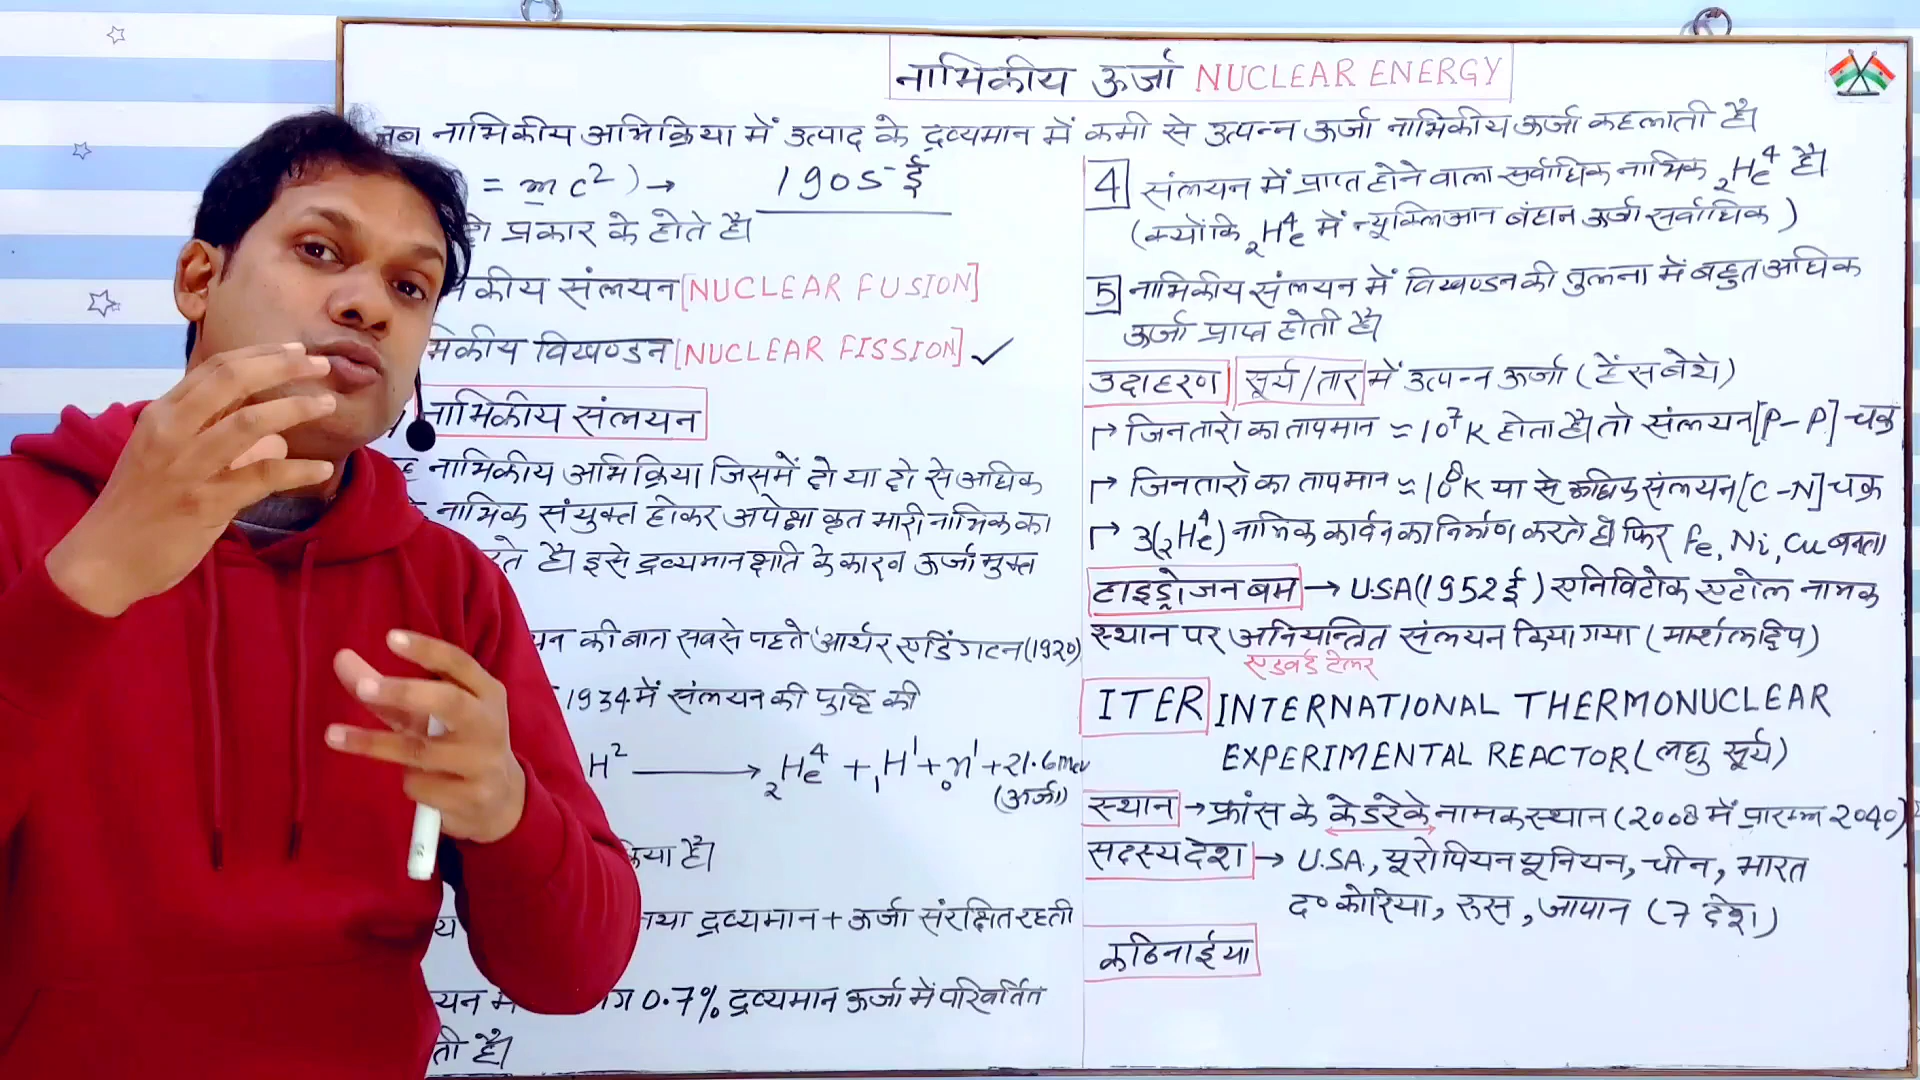 नाभिकीय ऊर्जा NUCLEAR ENERGY
जब नाभिकीय अभिक्रिया में उत्पाद के द्रव्यमान में कमी से उत्पन्न ऊर्जा नाभिकीय ऊर्जा कहलाती है।
= mc²) → 1905 ई
प्रकार के होते है।
कीय संलयन [NUCLEAR FUSION]
भिकीय विखण्डन [NUCLEAR FISSION] ✓
नाभिकीय संलयन
नाभिकीय अभिक्रिया जिसमें दो या दो से अधिक
नाभिक संयुक्त होकर अपेक्षाकृत भारी नाभिक का
है। इसे द्रव्यमान क्षति के कारण ऊर्जा मुक्त
की बात सबसे पहले आर्थर एडिंगटन (1920)
1934 में संलयन की पुष्टि की
H² → ₂He⁴ + ₁H¹ + ₀n¹ + 21.6 mev
(ऊर्जा)
किया है।
द्रव्यमान + ऊर्जा संरक्षित रहती
0.7% द्रव्यमान ऊर्जा में परिवर्तित
है।
4] संलयन में प्राप्त होने वाला सर्वाधिक नाभिक ₂He⁴ है।
(क्योंकि ₂He⁴ में न्यूक्लिआन बंधन ऊर्जा सर्वाधिक)
5] नाभिकीय संलयन में विखण्डन की तुलना में बहुत अधिक
ऊर्जा प्राप्त होती है।
उदाहरण सूर्य/तार में उत्पन्न ऊर्जा (हेंस बेथे)
जिन तारो का तापमान ≈ 10⁷ K होता है। तो संलयन [P-P] चक्र
जिन तारो का तापमान ≈ 10⁸ K या से अधिक संलयन [C-N] चक्र
3(₂He⁴) नाभिक कार्बन का निर्माण करते है। फिर Fe, Ni, Cu बनता
हाइड्रोजन बम → U.S.A (1952 ई) एनिविटोक एटोल नामक
स्थान पर अनियन्त्रित संलयन किया गया (मार्शल द्विप)
एडवर्ड टेलर
ITER INTERNATIONAL THERMONUCLEAR
EXPERIMENTAL REACTOR (लघु सूर्य)
स्थान → फ्रांस के केडरेके नामक स्थान (2008 में प्रारम्भ 2040)
सदस्य देश → U.S.A., यूरोपियन यूनियन, चीन, भारत
द० कोरिया, रूस, जापान (7 देश)
कठिनाईया